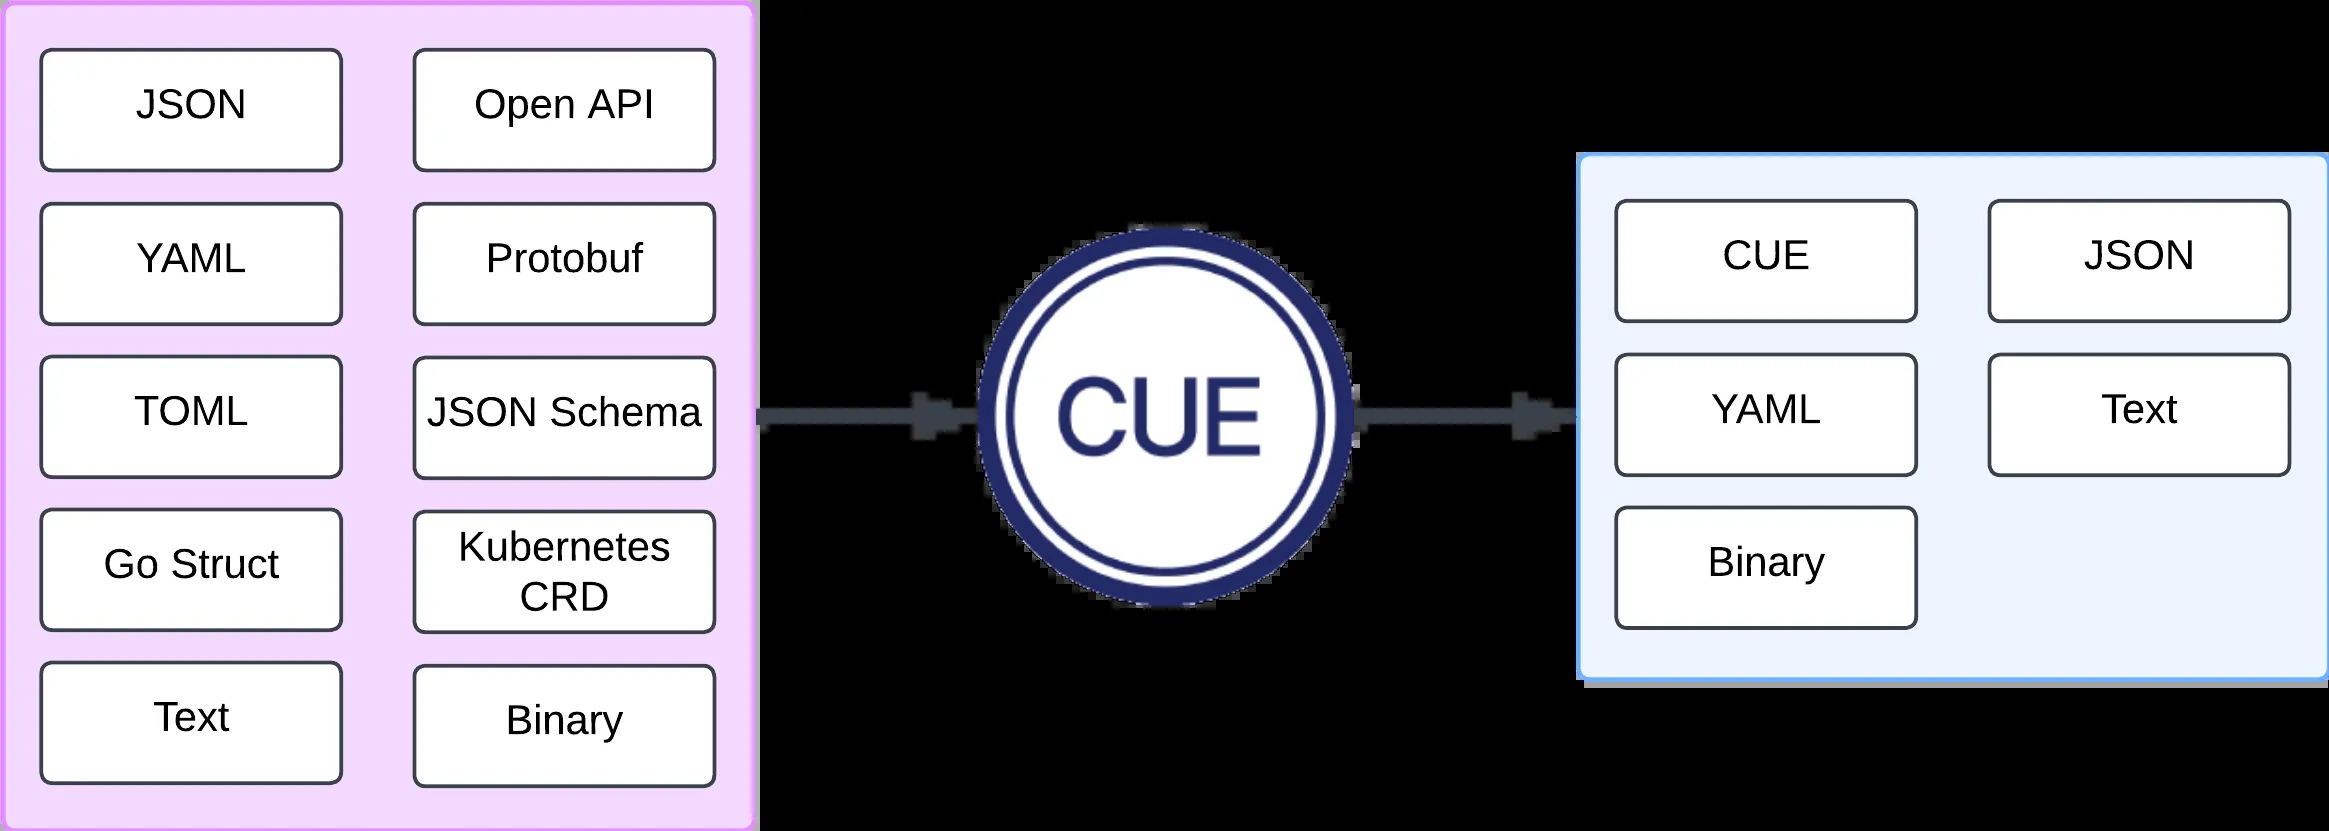 JSON
Open API
YAML
Protobuf
TOML
JSON Schema
Go Struct
Kubernetes
CRD
Text
Binary
CUE
CUE
JSON
YAML
Text
Binary